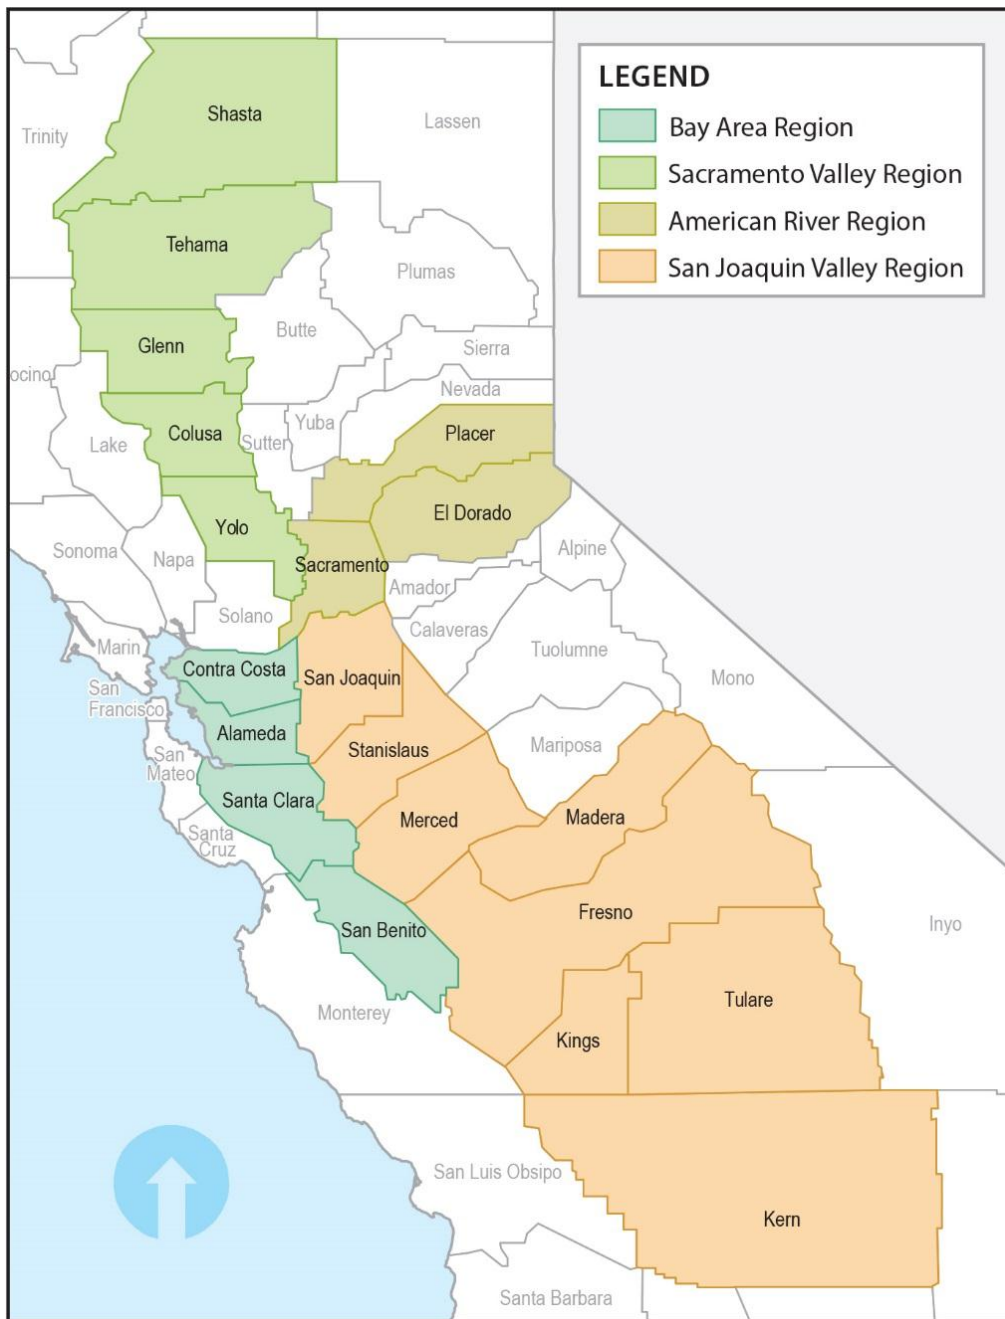 LEGEND
Bay Area Region
Sacramento Valley Region
American River Region
San Joaquin Valley Region
Shasta
Trinity
Lassen
Tehama
Plumas
Butte
Glenn
Sierra
ocino
Nevada
Yuba
Colusa
Placer
Lake
Sutter
El Dorado
Yolo
Sonoma
Napa
Alpine
Sacramento
Amador
Solano
Calaveras
Marin
Tuolumne
Contra Costa
San Joaquin
Mono
San
Francisco
Alameda
Stanislaus
Mariposa
San
Mateo
Santa Clara
Merced
Madera
Santa
Cruz
Fresno
San Benito
Inyo
Tulare
Monterey
Kings
San Luis Obsipo
Kern
Santa Barbara